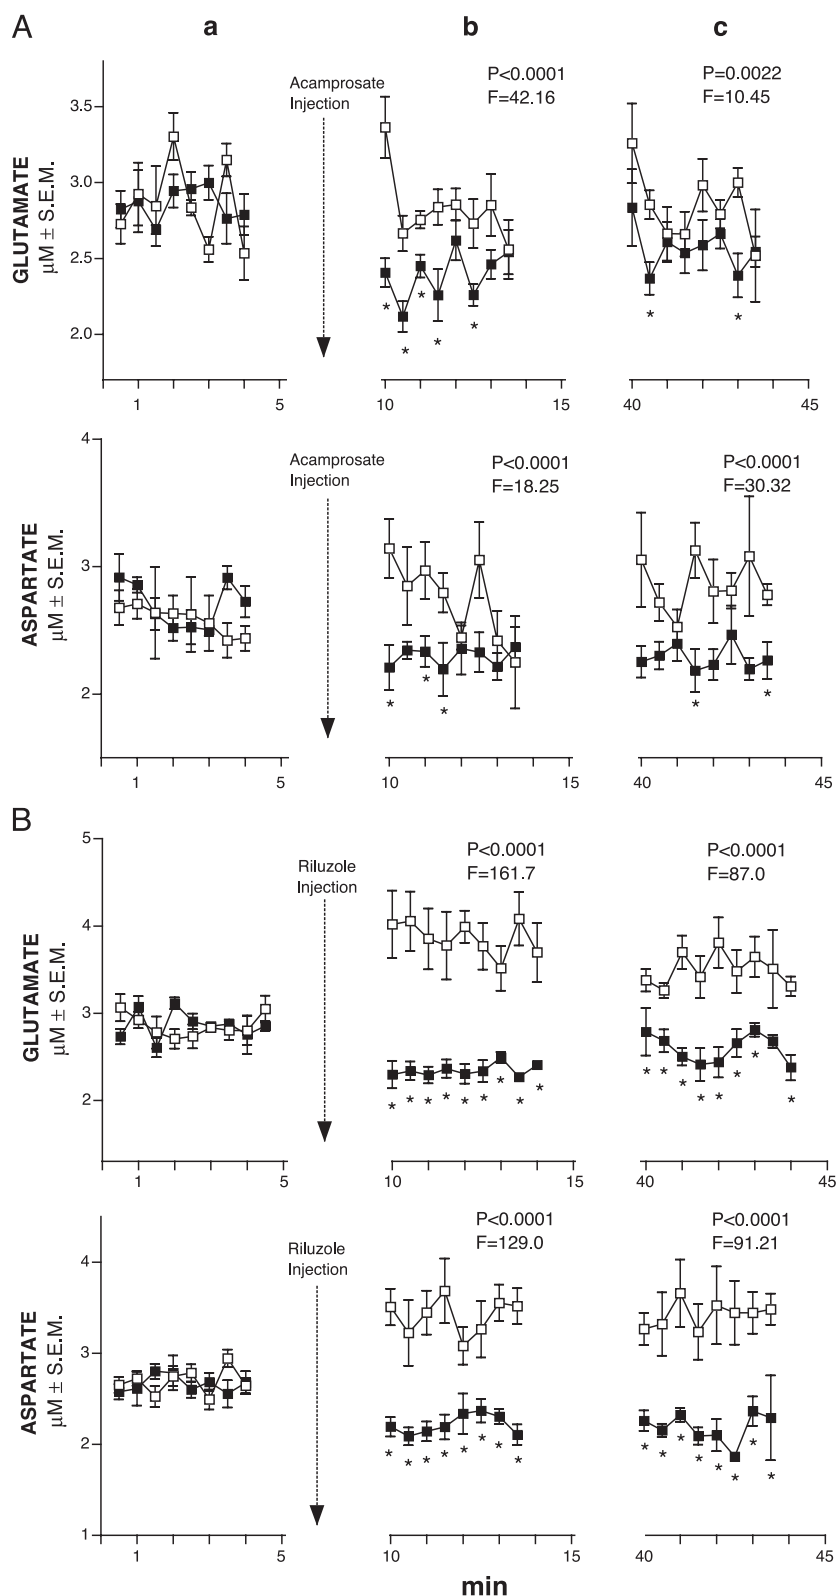 A
a
b
c
Acamprosate
Injection
P<0.0001
F=42.16
P=0.0022
F=10.45
GLUTAMATE
µM ± S.E.M.
3.5
3.0
2.5
2.0
*
*
*
*
*
*
*
1
5
10
15
40
45
Acamprosate
Injection
P<0.0001
F=18.25
P<0.0001
F=30.32
ASPARTATE
µM ± S.E.M.
4
3
2
*
*
*
*
*
1
5
10
15
40
45
B
Riluzole
Injection
P<0.0001
F=161.7
P<0.0001
F=87.0
GLUTAMATE
µM ± S.E.M.
5
4
3
2
* * * * * * * * *
* * * * * * * *
1
5
10
15
40
45
Riluzole
Injection
P<0.0001
F=129.0
P<0.0001
F=91.21
ASPARTATE
µM ± S.E.M.
4
3
2
1
* * * * * * * *
* * * * * * * *
1
5
10
15
40
45
min